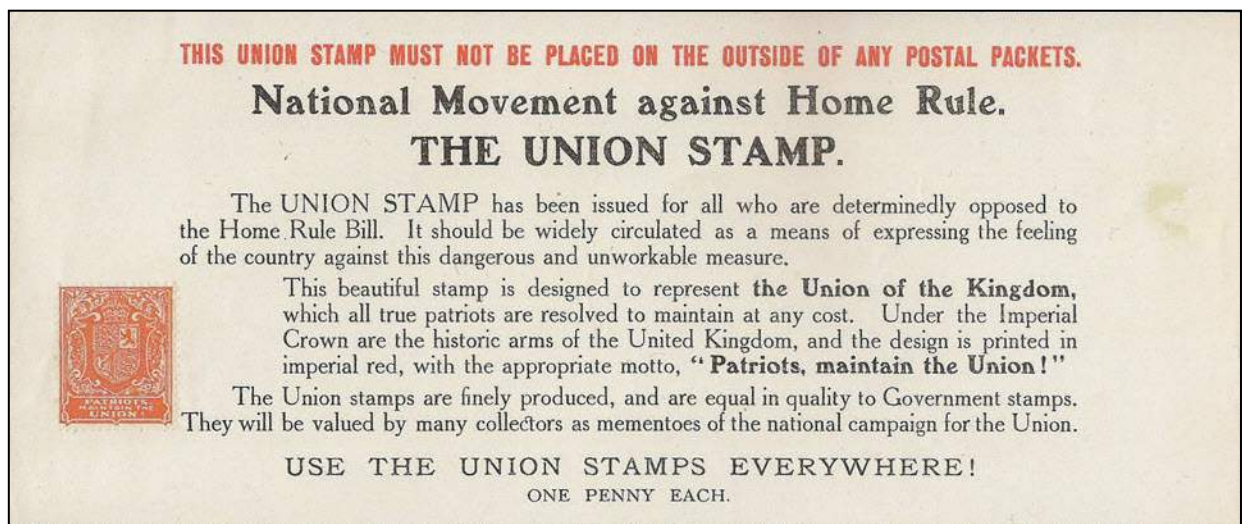 THIS UNION STAMP MUST NOT BE PLACED ON THE OUTSIDE OF ANY POSTAL PACKETS.
National Movement against Home Rule.
THE UNION STAMP.
The UNION STAMP has been issued for all who are determinedly opposed to
the Home Rule Bill. It should be widely circulated as a means of expressing the feeling
of the country against this dangerous and unworkable measure.
This beautiful stamp is designed to represent the Union of the Kingdom,
which all true patriots are resolved to maintain at any cost. Under the Imperial
Crown are the historic arms of the United Kingdom, and the design is printed in
imperial red, with the appropriate motto, "Patriots, maintain the Union!"
PATRIOTS,
MAINTAIN THE
UNION!
The Union stamps are finely produced, and are equal in quality to Government stamps.
They will be valued by many collectors as mementoes of the national campaign for the Union.
USE THE UNION STAMPS EVERYWHERE!
ONE PENNY EACH.